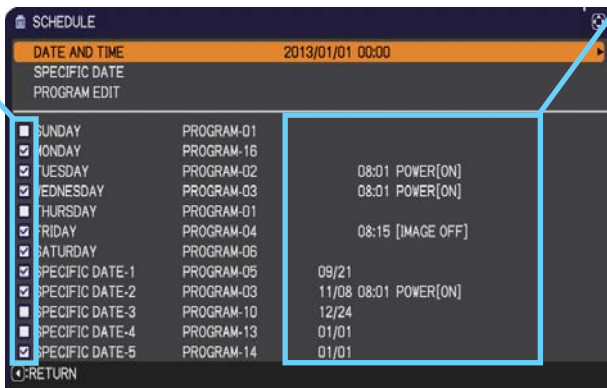 SCHEDULE
DATE AND TIME 2013/01/01 00:00
SPECIFIC DATE
PROGRAM EDIT
SUNDAY PROGRAM-01
MONDAY PROGRAM-16
TUESDAY PROGRAM-02 08:01 POWER[ON]
WEDNESDAY PROGRAM-03 08:01 POWER[ON]
THURSDAY PROGRAM-01
FRIDAY PROGRAM-04 08:15 [IMAGE OFF]
SATURDAY PROGRAM-06
SPECIFIC DATE-1 PROGRAM-05 09/21
SPECIFIC DATE-2 PROGRAM-03 11/08 08:01 POWER[ON]
SPECIFIC DATE-3 PROGRAM-10 12/24
SPECIFIC DATE-4 PROGRAM-13 01/01
SPECIFIC DATE-5 PROGRAM-14 01/01
:RETURN